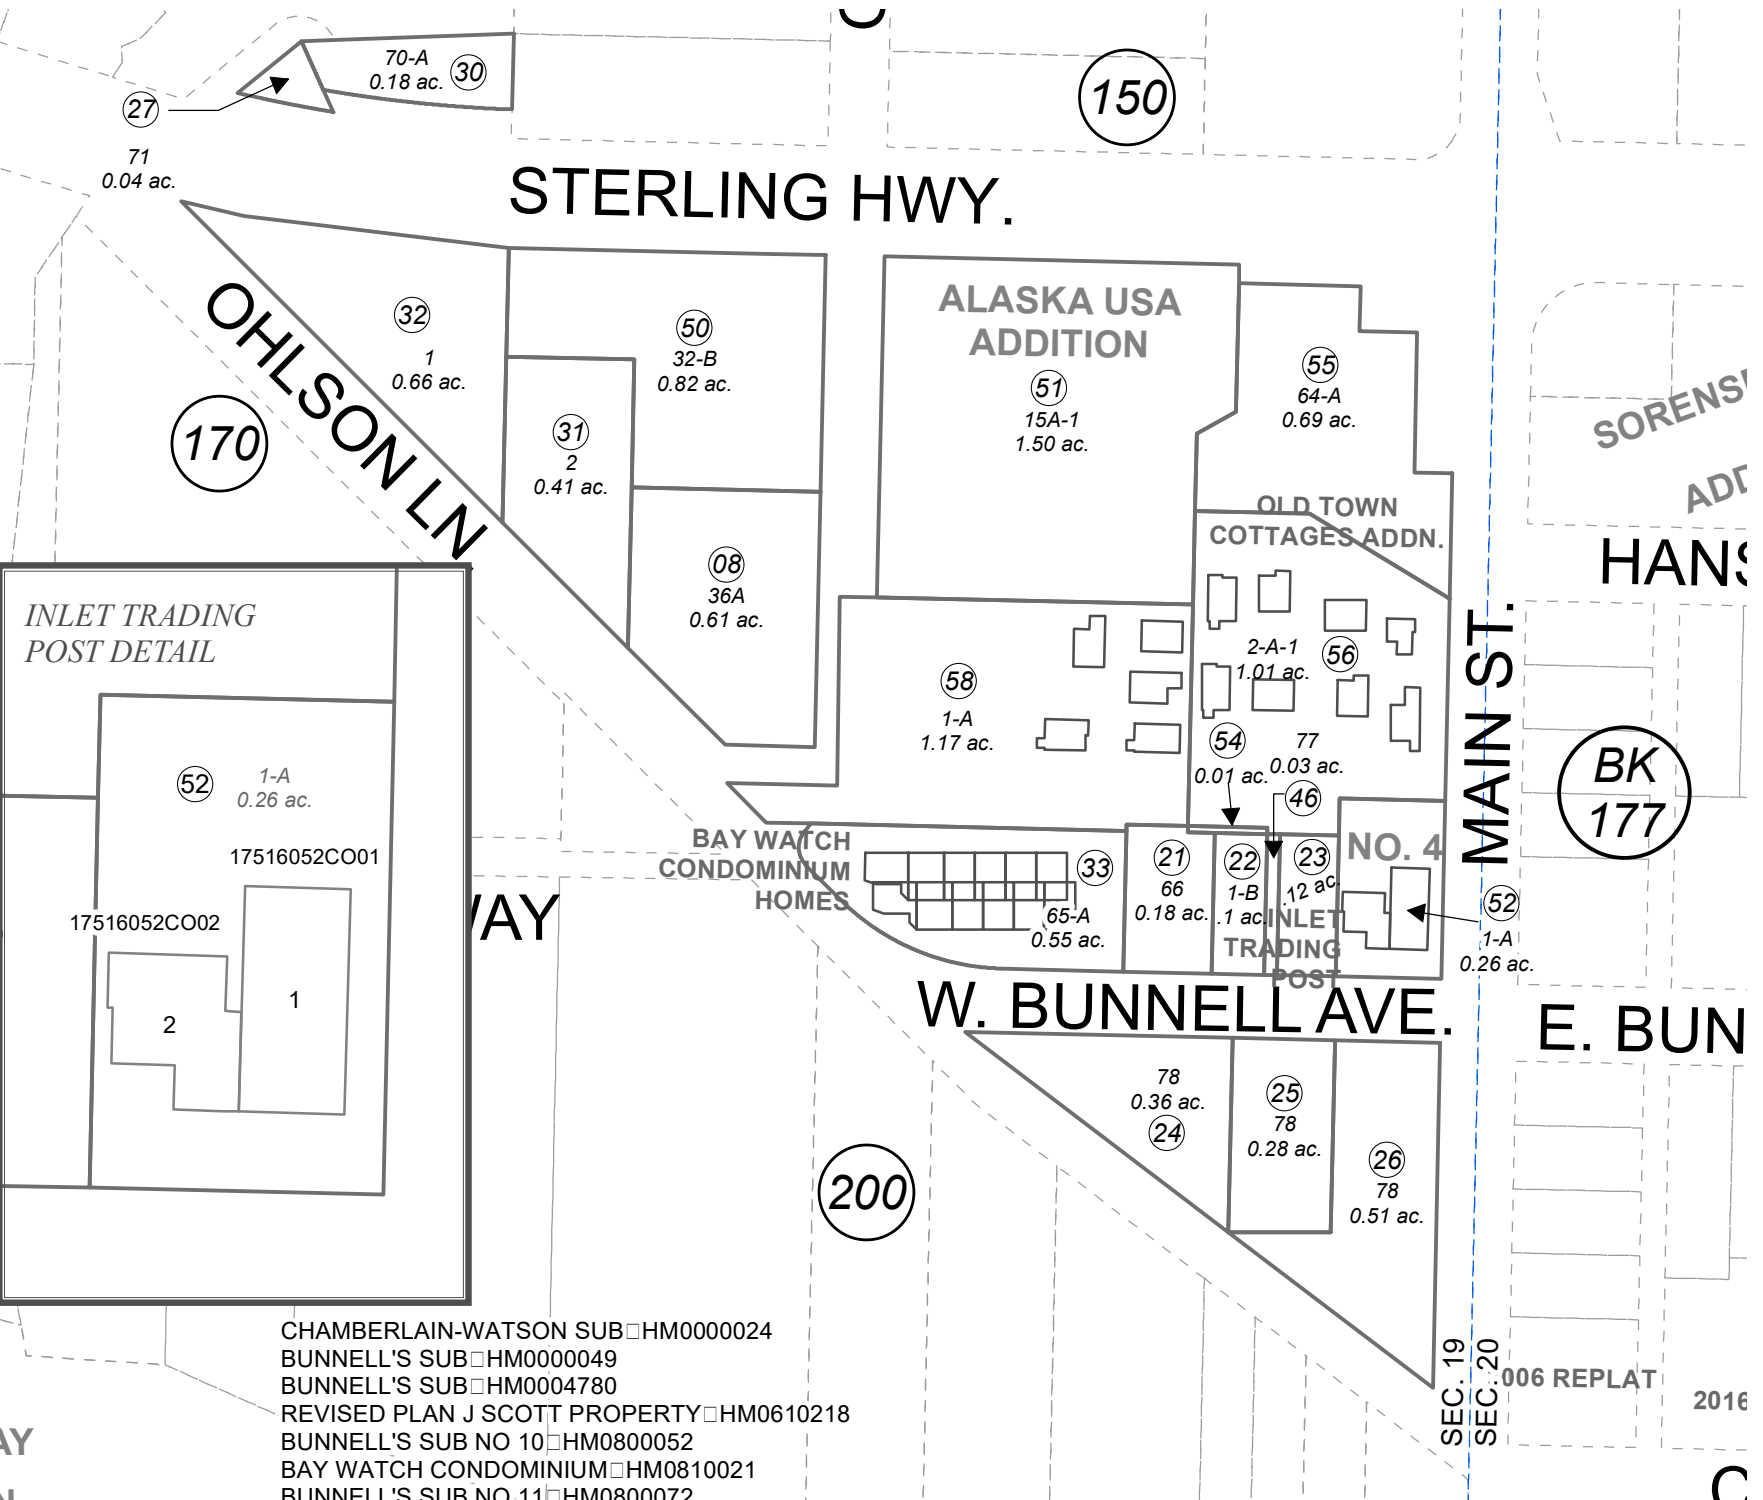 70-A
0.18 ac.
30
27
71
0.04 ac.
150
STERLING HWY.
OHLSON LN
170
32
1
0.66 ac.
50
32-B
0.82 ac.
31
2
0.41 ac.
08
36A
0.61 ac.
ALASKA USA
ADDITION
51
15A-1
1.50 ac.
55
64-A
0.69 ac.
OLD TOWN
COTTAGES ADDN.
SORENS
ADD
HANS
MAIN ST.
2-A-1
1.01 ac.
56
58
1-A
1.17 ac.
54
0.01 ac.
77
0.03 ac.
46
BK
177
INLET TRADING
POST DETAIL
52
1-A
0.26 ac.
17516052CO01
17516052CO02
1
2
WAY
BAY WATCH
CONDOMINIUM
HOMES
33
65-A
0.55 ac.
21
66
0.18 ac.
22
1-B
.1 ac.
23
.12 ac.
NO. 4
INLET
TRADING
POST
52
1-A
0.26 ac.
W. BUNNELL AVE.
E. BUN
78
0.36 ac.
24
25
78
0.28 ac.
26
78
0.51 ac.
200
SEC. 19
SEC. 20
006 REPLAT
2016
AY
CHAMBERLAIN-WATSON SUB□HM0000024
BUNNELL'S SUB□HM0000049
BUNNELL'S SUB□HM0004780
REVISED PLAN J SCOTT PROPERTY□HM0610218
BUNNELL'S SUB NO 10□HM0800052
BAY WATCH CONDOMINIUM□HM0810021
BUNNELL'S SUB NO 11□HM0800072